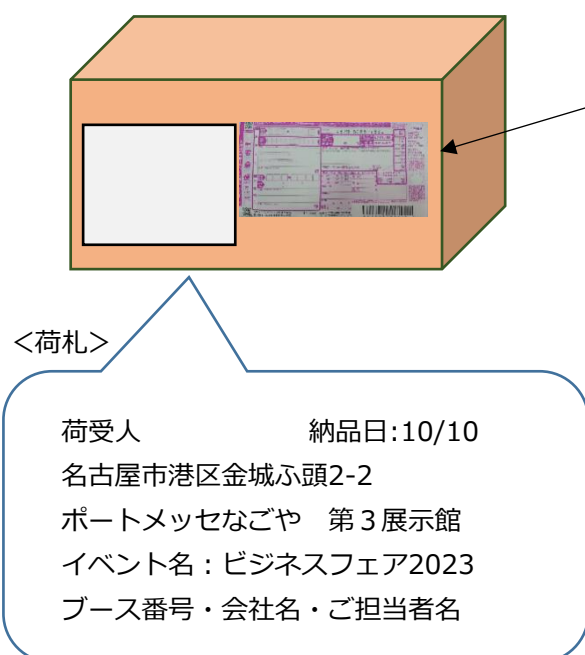 <荷札>
荷受人　　　　　　　納品日:10/10
名古屋市港区金城ふ頭2-2
ポートメッセなごや　第３展示館
イベント名：ビジネスフェア2023
ブース番号・会社名・ご担当者名